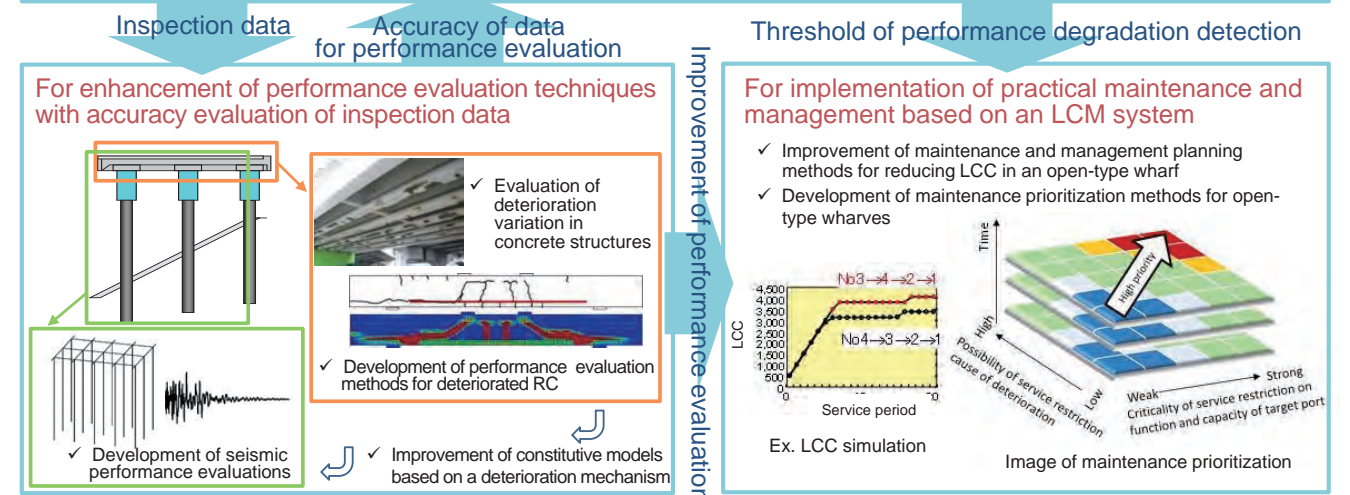 Inspection data
Accuracy of data
for performance evaluation
Threshold of performance degradation detection
For enhancement of performance evaluation techniques
with accuracy evaluation of inspection data
✓ Evaluation of
deterioration
variation in
concrete structures
✓ Development of performance evaluation
methods for deteriorated RC
✓ Development of seismic
performance evaluations
✓ Improvement of constitutive models
based on a deterioration mechanism
Improvement of performance evaluation
For implementation of practical maintenance and
management based on an LCM system
✓ Improvement of maintenance and management planning
methods for reducing LCC in an open-type wharf
✓ Development of maintenance prioritization methods for open-
type wharves
No3→4→2→1
No4→3→2→1
4,500
4,000
3,500
3,000
2,500
2,000
1,500
1,000
500
0
LCC
0
Service period
Ex. LCC simulation
Time
High priority
High
Low
Possibility of service restriction
cause of deterioration
Weak
Strong
Criticality of service restriction on
function and capacity of target port
Image of maintenance prioritization